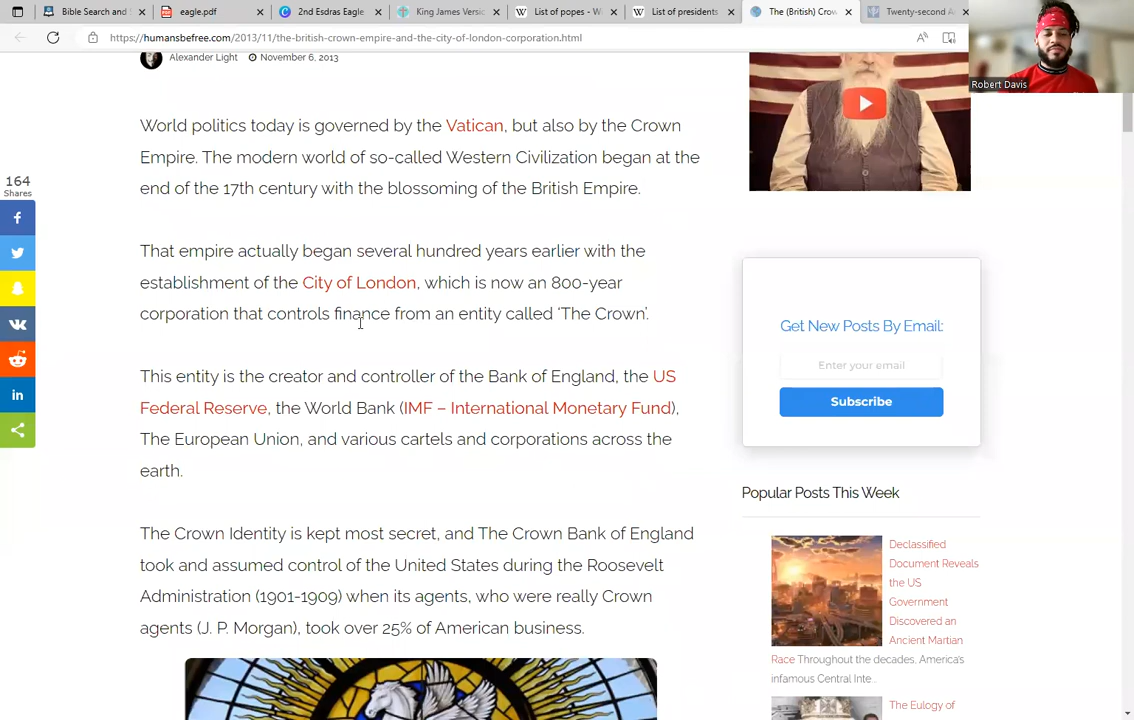 Bible Search and
eagle.pdf
2nd Esdras Eagle
King James Versi
List of popes - W
List of presidents
The (British) Crow
Twenty-second A
https://humansbefree.com/2013/11/the-british-crown-empire-and-the-city-of-london-corporation.html
Robert Davis
Alexander Light November 6, 2013
World politics today is governed by the Vatican, but also by the Crown
Empire. The modern world of so-called Western Civilization began at the
end of the 17th century with the blossoming of the British Empire.
164
Shares
That empire actually began several hundred years earlier with the
establishment of the City of London, which is now an 800-year
corporation that controls finance from an entity called ‘The Crown’.
This entity is the creator and controller of the Bank of England, the US
Federal Reserve, the World Bank (IMF – International Monetary Fund),
The European Union, and various cartels and corporations across the
earth.
The Crown Identity is kept most secret, and The Crown Bank of England
took and assumed control of the United States during the Roosevelt
Administration (1901-1909) when its agents, who were really Crown
agents (J. P. Morgan), took over 25% of American business.
Get New Posts By Email:
Enter your email
Subscribe
Popular Posts This Week
Declassified
Document Reveals
the US
Government
Discovered an
Ancient Martian
Race Throughout the decades, America's
infamous Central Inte...
The Eulogy of